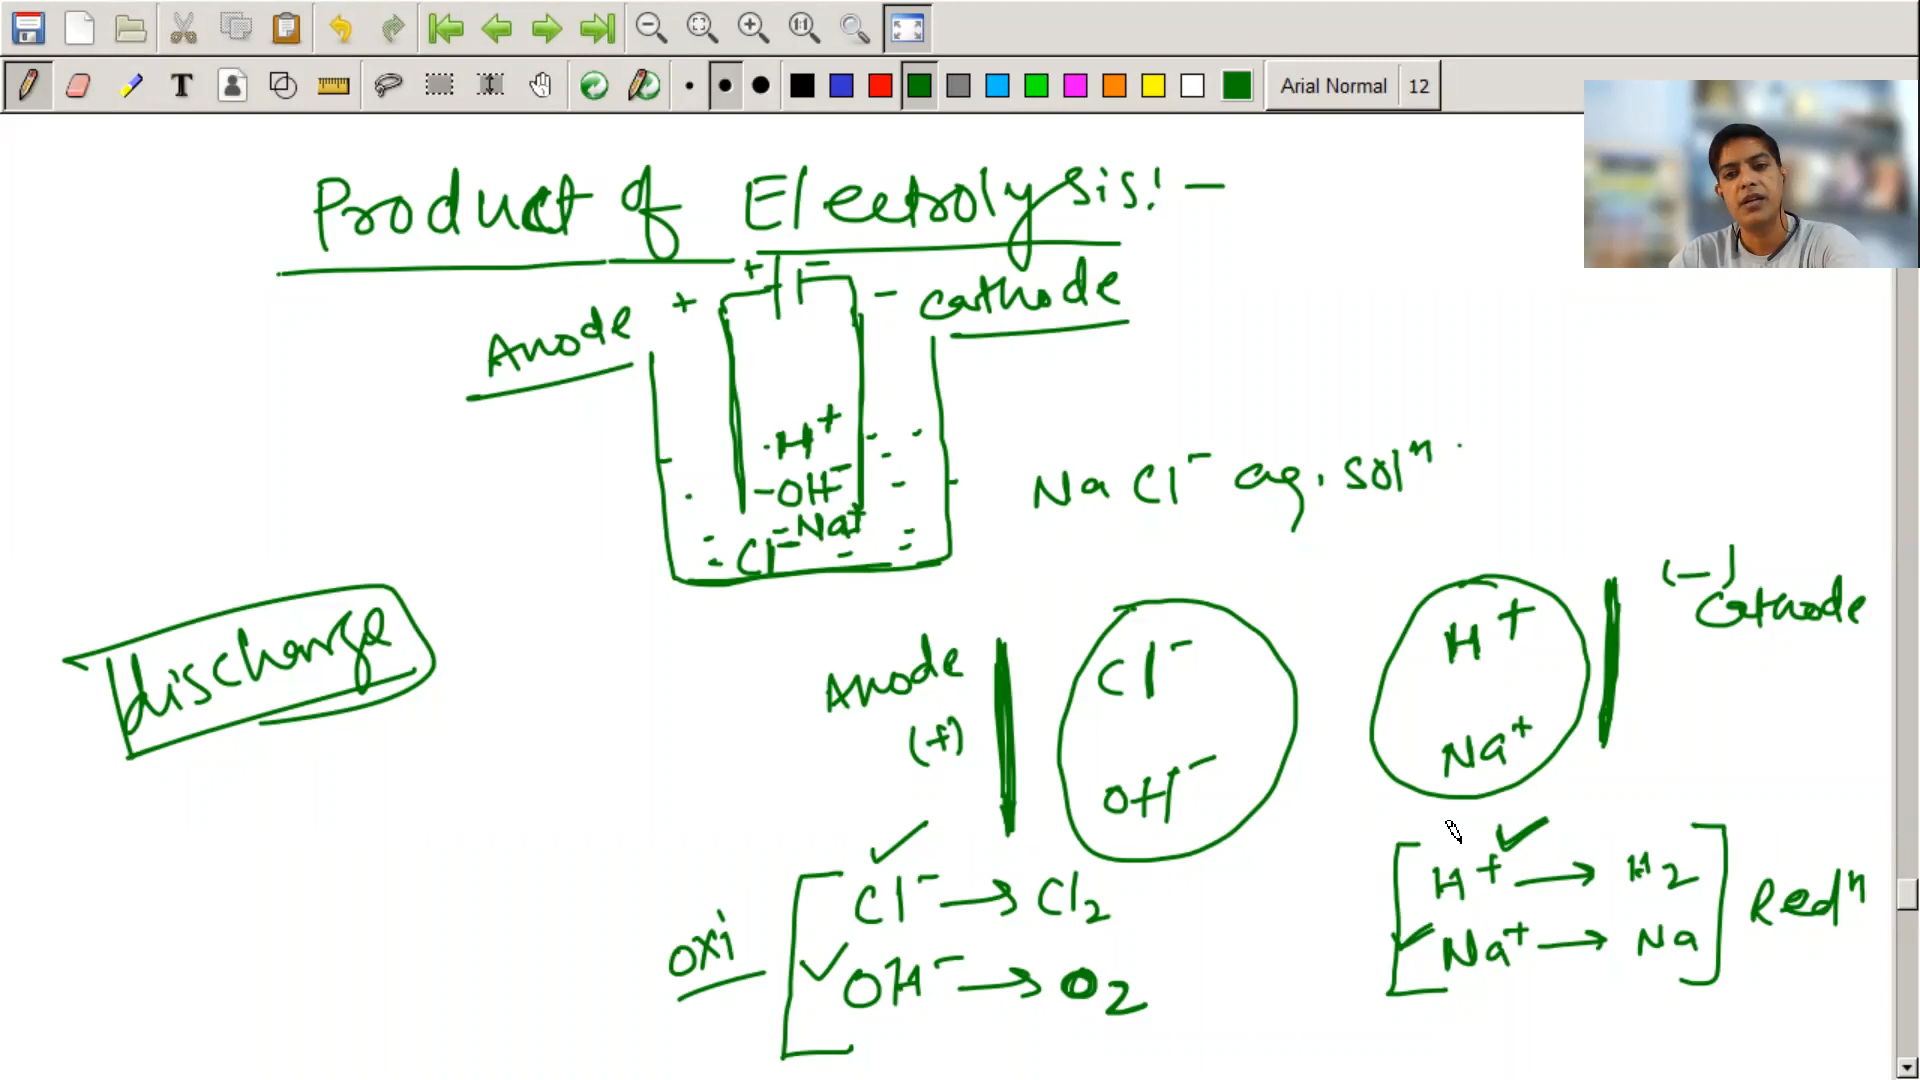 Arial Normal 12
Product of Electrolysis! -
+ -
Anode + - Cathode
H+
-OH-
-Na+
Cl-
NaCl- aq. solⁿ.
discharge
Anode
(+)
Cl-
OH-
H+
Na+
(-)
Cathode
oxi
Cl- → Cl2
OH- → O2
H+ → H2
Na+ → Na
Redⁿ